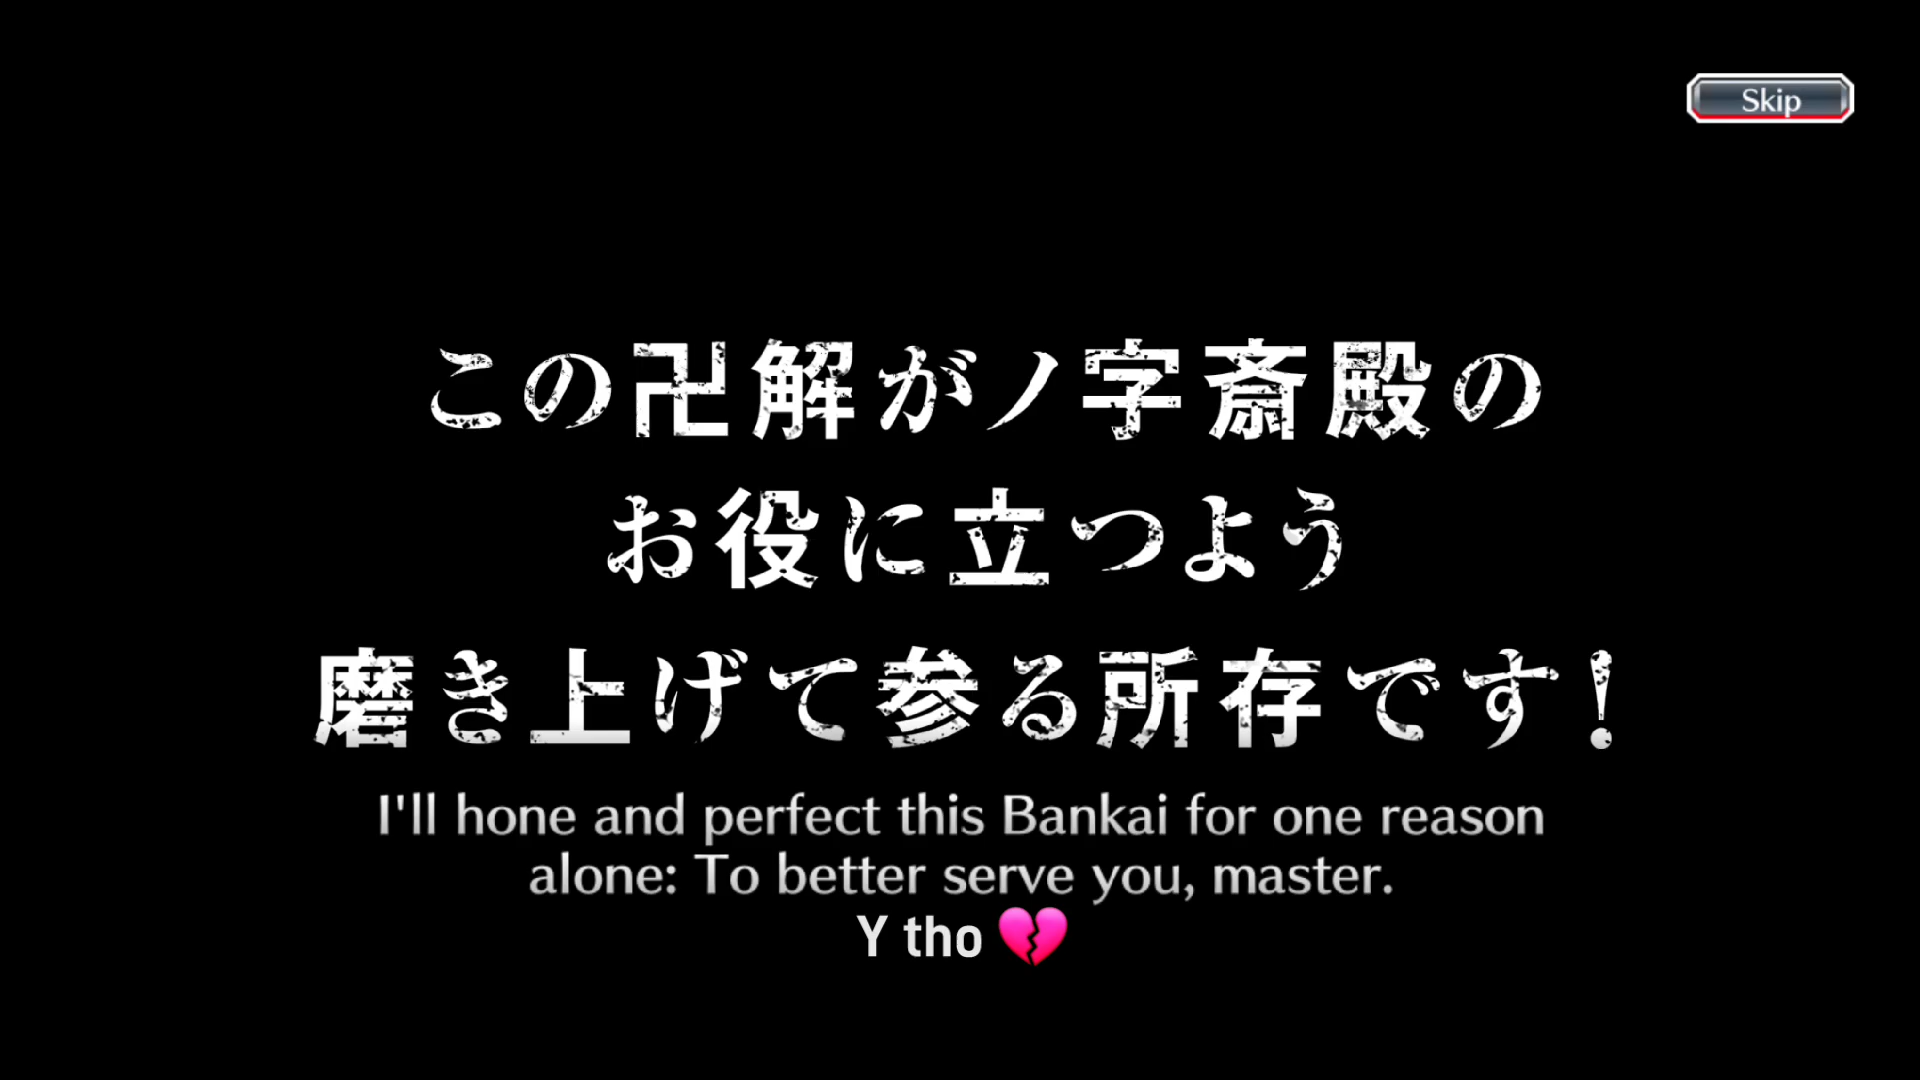 Skip
この卍解がノ字斎殿の
お役に立つよう
磨き上げて参る所存です!
I'll hone and perfect this Bankai for one reason
alone: To better serve you, master.
Y tho 💔